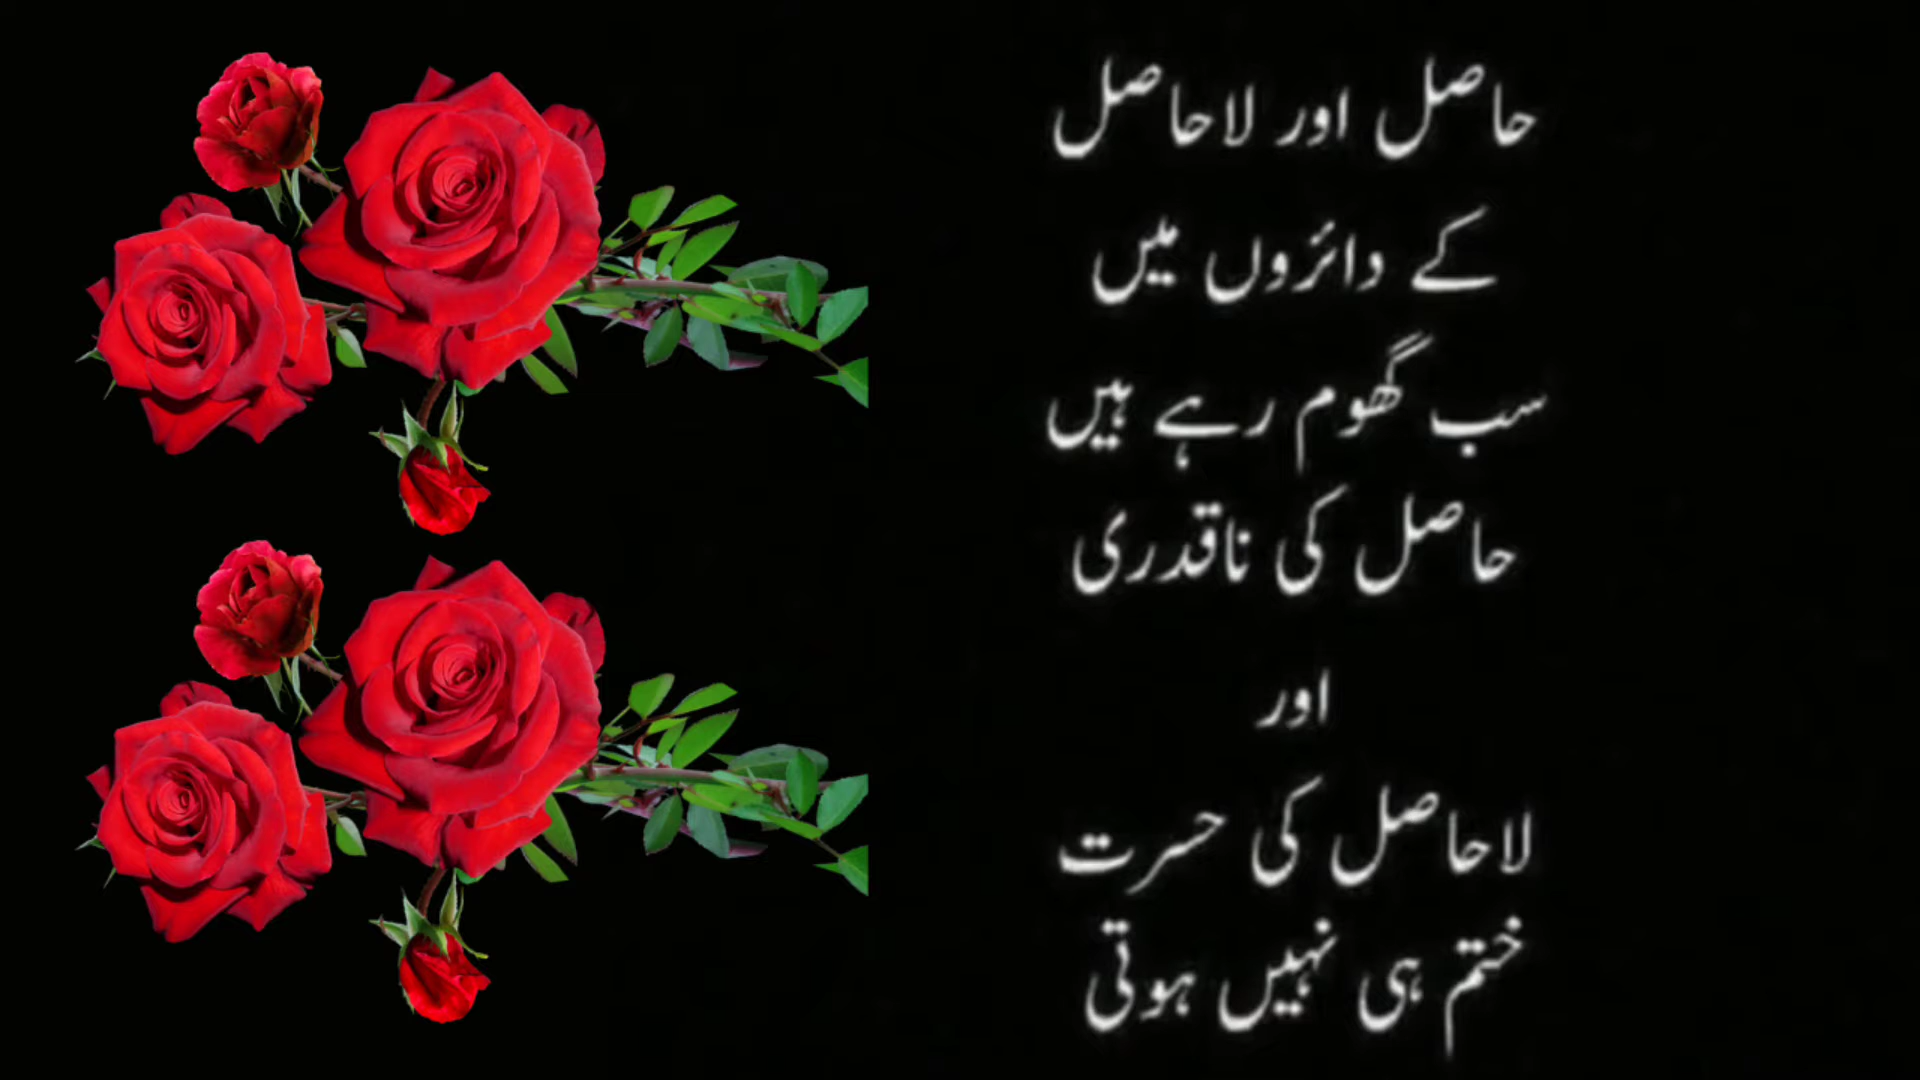 حاصل اور لاحاصل
کے دائروں میں
سب گھوم رہے ہیں
حاصل کی ناقدری
اور
لاحاصل کی حسرت
ختم ہی نہیں ہوتی